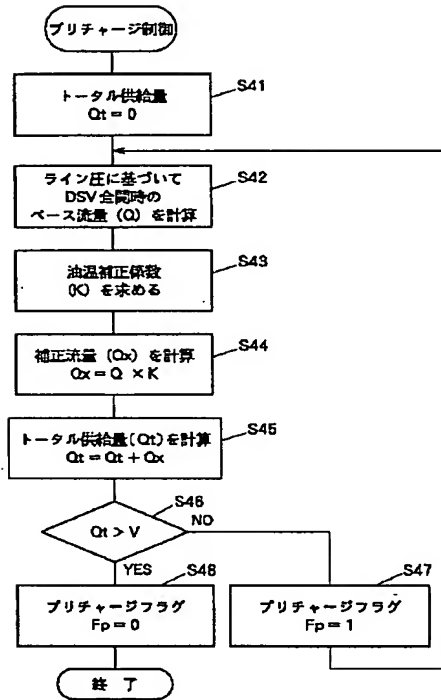 プリチャージ制御
S41
トータル供給量
Qt = 0
S42
ライン圧に基づいて
DSV全開時の
ベース流量 (Q) を計算
S43
油温補正係数
(K) を求める
S44
補正流量 (Qx) を計算
Qx = Q × K
S45
トータル供給量(Qt)を計算
Qt = Qt + Qx
S46
Qt > V
NO
YES
S48
プリチャージフラグ
Fp = 0
S47
プリチャージフラグ
Fp = 1
終了